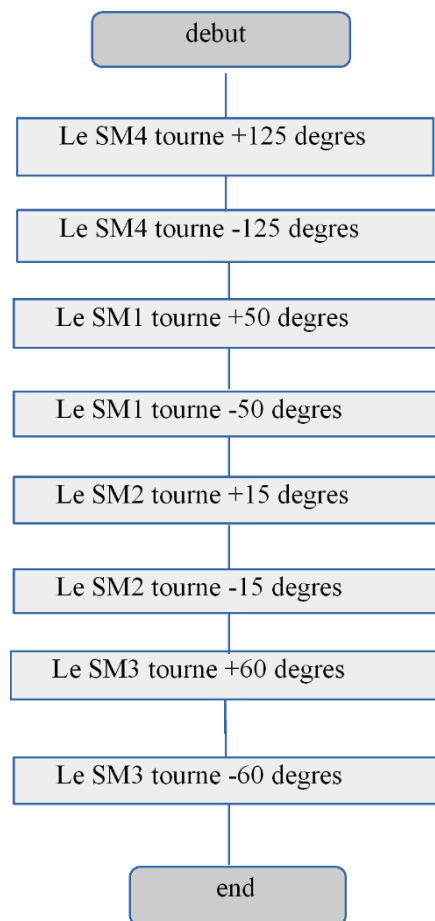 debut
Le SM4 tourne +125 degres
Le SM4 tourne -125 degres
Le SM1 tourne +50 degres
Le SM1 tourne -50 degres
Le SM2 tourne +15 degres
Le SM2 tourne -15 degres
Le SM3 tourne +60 degres
Le SM3 tourne -60 degres
end